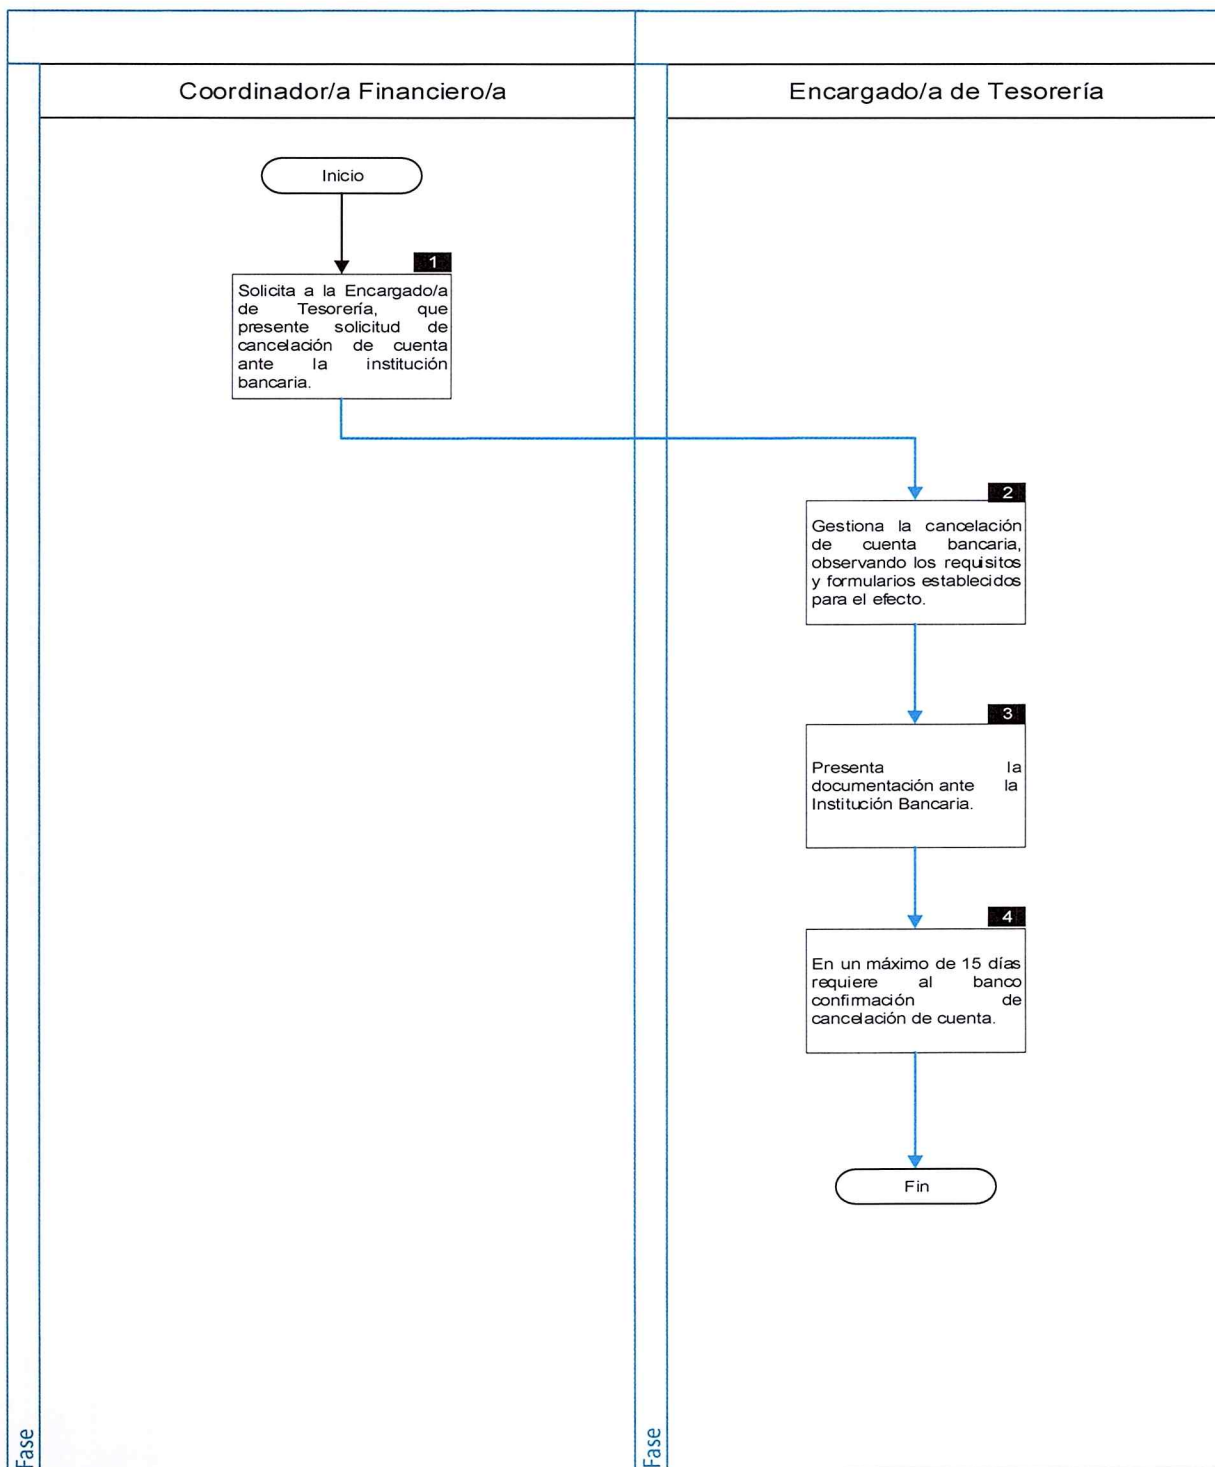 Coordinador/a Financiero/a
Encargado/a de Tesorería
Inicio
1
Solicita a la Encargado/a
de Tesorería, que
presente solicitud de
cancelación de cuenta
ante la institución
bancaria.
2
Gestiona la cancelación
de cuenta bancaria,
observando los requisitos
y formularios establecidos
para el efecto.
3
Presenta la
documentación ante la
Institución Bancaria.
4
En un máximo de 15 días
requiere al banco
confirmación de
cancelación de cuenta.
Fin
Fase
Fase